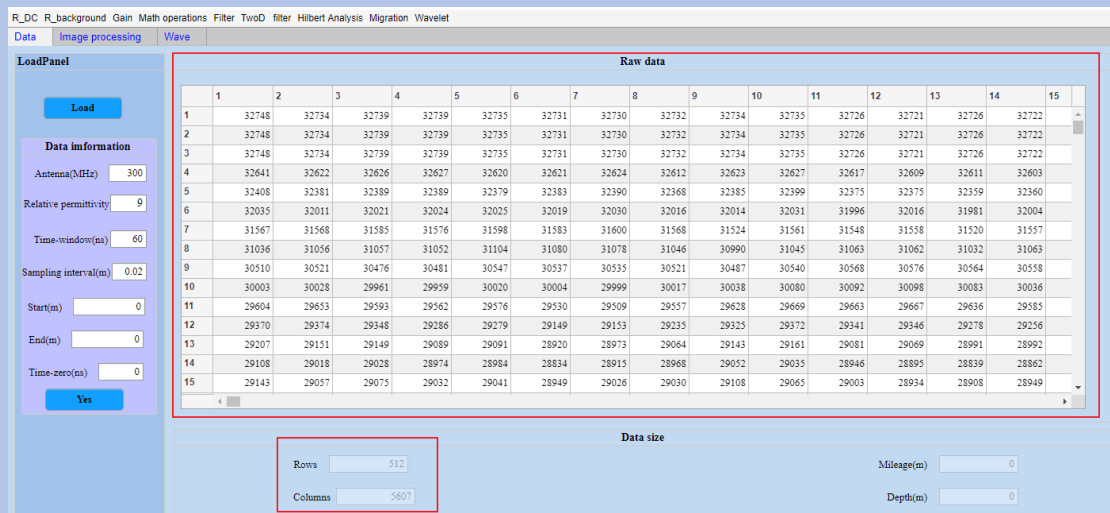 R_DC R_background Gain Math operations Filter TwoD filter Hilbert Analysis Migration Wavelet
Data Image processing Wave
LoadPanel
Load
Data imformation
Antenna(MHz) 300
Relative permittivity 9
Time-window(ns) 60
Sampling interval(m) 0.02
Start(m) 0
End(m) 0
Time-zero(ns) 0
Yes
Raw data
1 2 3 4 5 6 7 8 9 10 11 12 13 14 15
1 32748 32734 32739 32739 32735 32731 32730 32732 32734 32735 32726 32721 32726 32722
2 32748 32734 32739 32739 32735 32731 32730 32732 32734 32735 32726 32721 32726 32722
3 32748 32734 32739 32739 32735 32731 32730 32732 32734 32735 32726 32721 32726 32722
4 32641 32622 32626 32627 32620 32621 32624 32612 32623 32627 32617 32609 32611 32603
5 32408 32381 32389 32389 32379 32383 32390 32368 32385 32399 32375 32375 32359 32360
6 32035 32011 32021 32024 32025 32019 32030 32016 32014 32031 31996 32016 31981 32004
7 31567 31568 31585 31576 31598 31583 31600 31568 31524 31561 31548 31558 31520 31557
8 31036 31056 31057 31052 31104 31080 31078 31046 30990 31045 31063 31062 31032 31063
9 30510 30521 30476 30481 30547 30537 30535 30521 30487 30540 30568 30576 30564 30558
10 30003 30028 29961 29959 30020 30004 29999 30017 30038 30080 30092 30098 30083 30036
11 29604 29653 29593 29562 29576 29530 29509 29557 29628 29669 29663 29667 29636 29585
12 29370 29374 29348 29286 29279 29149 29153 29235 29325 29372 29341 29346 29278 29256
13 29207 29151 29149 29089 29091 28920 28973 29064 29143 29161 29081 29069 28991 28992
14 29108 29018 29028 28974 28984 28834 28915 28968 29052 29035 28946 28895 28839 28862
15 29143 29057 29075 29032 29041 28949 29026 29030 29108 29065 29003 28934 28908 28949
Data size
Rows 512
Columns 5607
Mileage(m) 0
Depth(m) 0